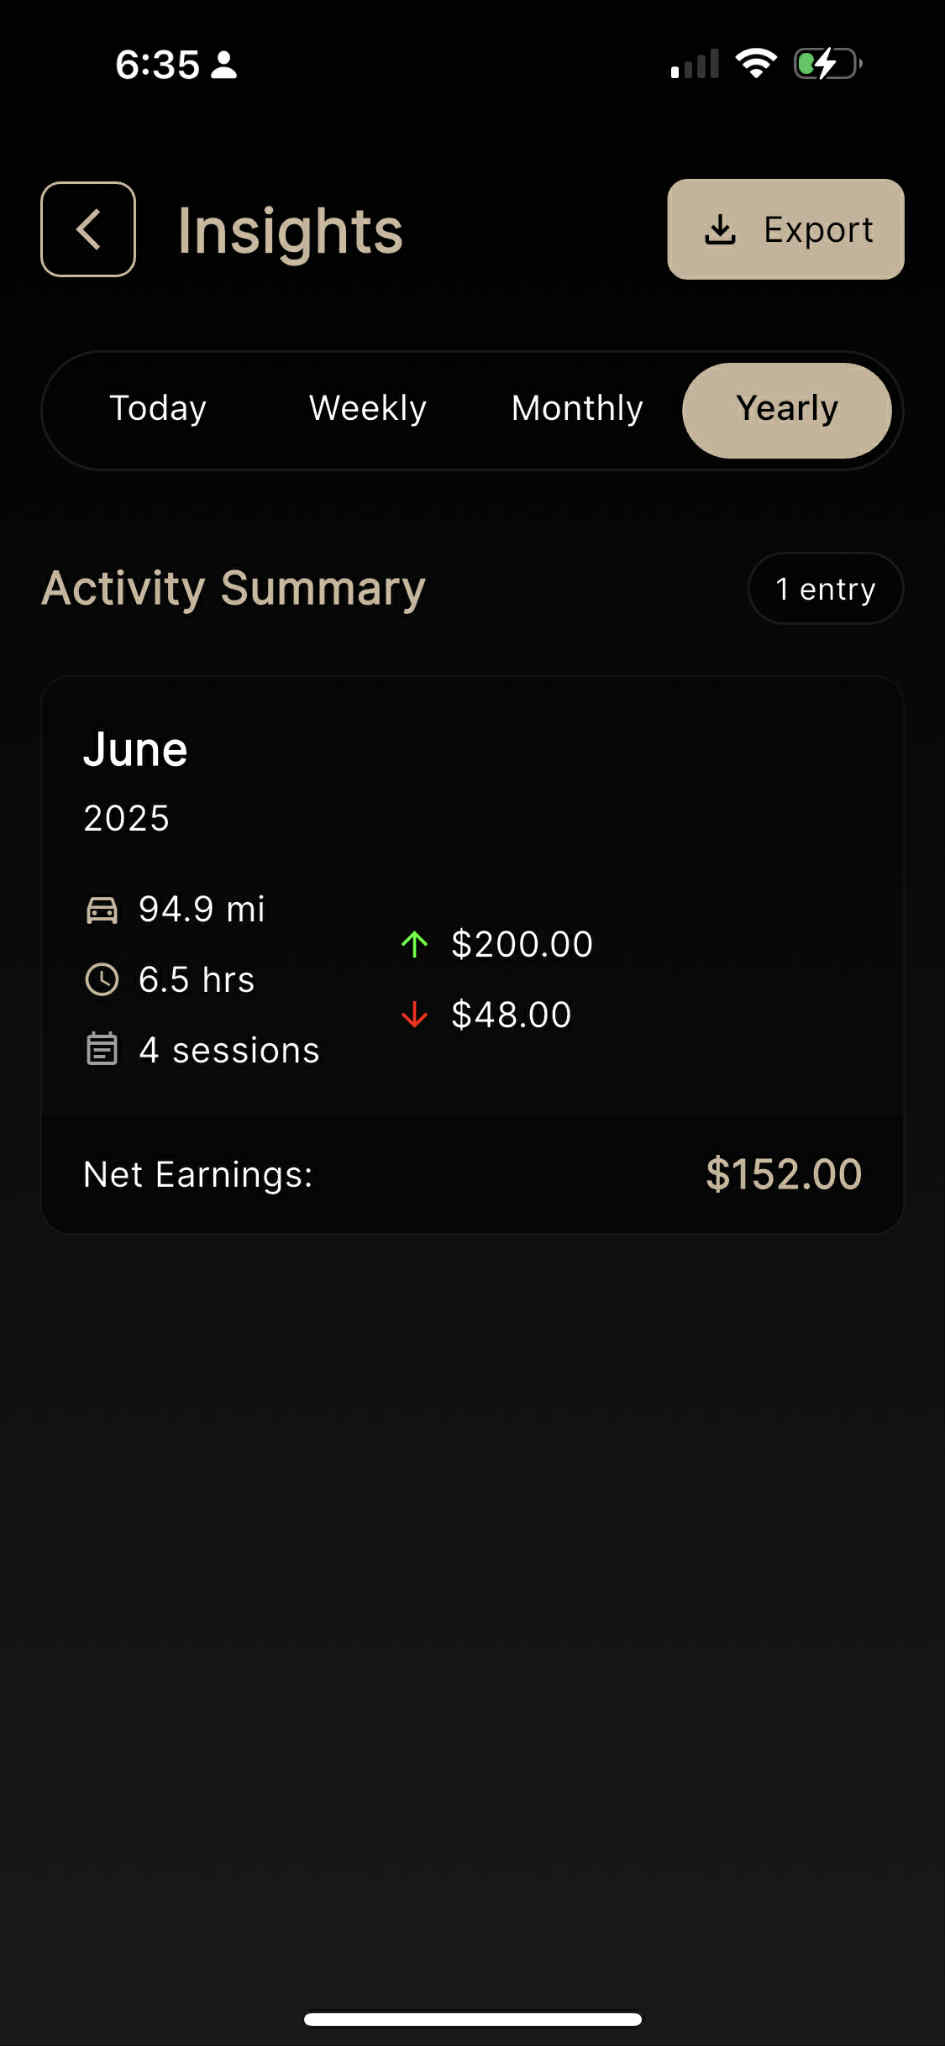 6:35
Insights
Export
Today
Weekly
Monthly
Yearly
Activity Summary
1 entry
June
2025
94.9 mi
6.5 hrs
4 sessions
$200.00
$48.00
Net Earnings:
$152.00